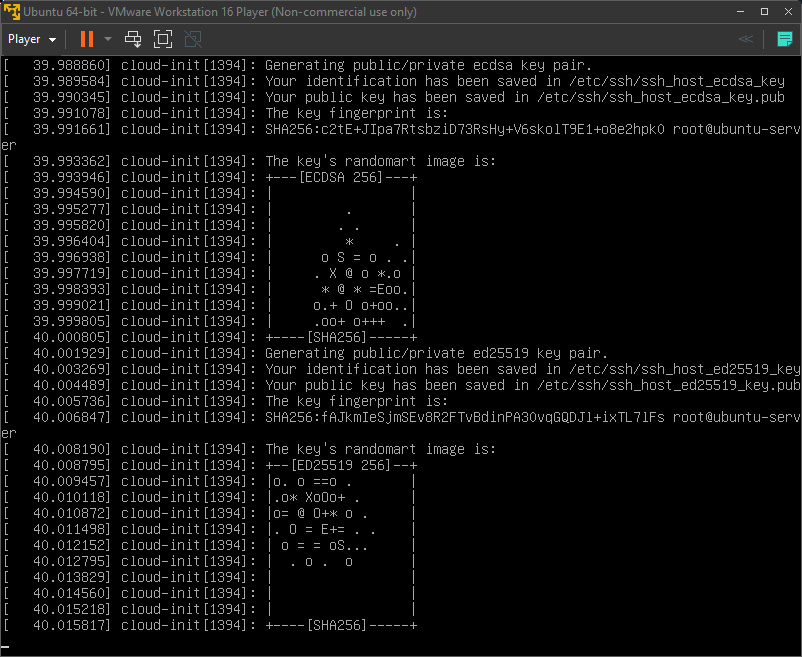 Ubuntu 64-bit - VMware Workstation 16 Player (Non-commercial use only)
Player
[   39.988860] cloud-init[1394]: Generating public/private ecdsa key pair.
[   39.989584] cloud-init[1394]: Your identification has been saved in /etc/ssh/ssh_host_ecdsa_key
[   39.990345] cloud-init[1394]: Your public key has been saved in /etc/ssh/ssh_host_ecdsa_key.pub
[   39.991078] cloud-init[1394]: The key fingerprint is:
[   39.991661] cloud-init[1394]: SHA256:c2tE+JIpa7RtsbziD73RsHy+V6skolT9E1+o8e2hpk0 root@ubuntu-serv
er
[   39.993362] cloud-init[1394]: The key's randomart image is:
[   39.993946] cloud-init[1394]: +---[ECDSA 256]---+
[   39.994590] cloud-init[1394]: |                 |
[   39.995277] cloud-init[1394]: |         .       |
[   39.995820] cloud-init[1394]: |        . .      |
[   39.996404] cloud-init[1394]: |         *     . |
[   39.996938] cloud-init[1394]: |      o S = o . .|
[   39.997719] cloud-init[1394]: |     . X @ o *.o |
[   39.998393] cloud-init[1394]: |      * @ * =Eoo.|
[   39.999021] cloud-init[1394]: |     o.+ O o+oo..|
[   39.999805] cloud-init[1394]: |     .oo+ o+++  .|
[   40.000805] cloud-init[1394]: +----[SHA256]-----+
[   40.001929] cloud-init[1394]: Generating public/private ed25519 key pair.
[   40.003269] cloud-init[1394]: Your identification has been saved in /etc/ssh/ssh_host_ed25519_key
[   40.004489] cloud-init[1394]: Your public key has been saved in /etc/ssh/ssh_host_ed25519_key.pub
[   40.005736] cloud-init[1394]: The key fingerprint is:
[   40.006847] cloud-init[1394]: SHA256:fAJkmIeSjmSEv8R2FTvBdinPA30vqGQDJl+ixTL7lFs root@ubuntu-serv
er
[   40.008190] cloud-init[1394]: The key's randomart image is:
[   40.008795] cloud-init[1394]: +--[ED25519 256]--+
[   40.009457] cloud-init[1394]: |o. o ==o .       |
[   40.010118] cloud-init[1394]: |.o* XoOo+ .      |
[   40.010872] cloud-init[1394]: |o= @ O+* o .     |
[   40.011498] cloud-init[1394]: |. O = E+= . .    |
[   40.012152] cloud-init[1394]: | o = = oS...     |
[   40.012795] cloud-init[1394]: |  . o .  o       |
[   40.013829] cloud-init[1394]: |                 |
[   40.014560] cloud-init[1394]: |                 |
[   40.015218] cloud-init[1394]: |                 |
[   40.015817] cloud-init[1394]: +----[SHA256]-----+